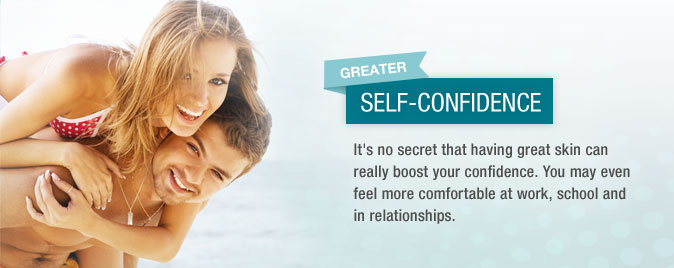 GREATER
SELF-CONFIDENCE
It's no secret that having great skin can
really boost your confidence. You may even
feel more comfortable at work, school and
in relationships.